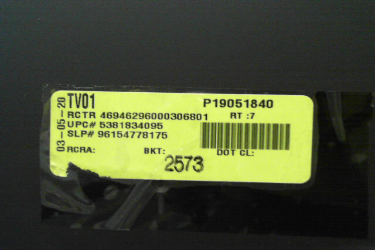 03-05-20
TV01 P19051840
RCTR 46946296000306801 RT :7
UPC# 5381834095
SLP# 96154778175
RCRA: BKT: DOT CL:
2573